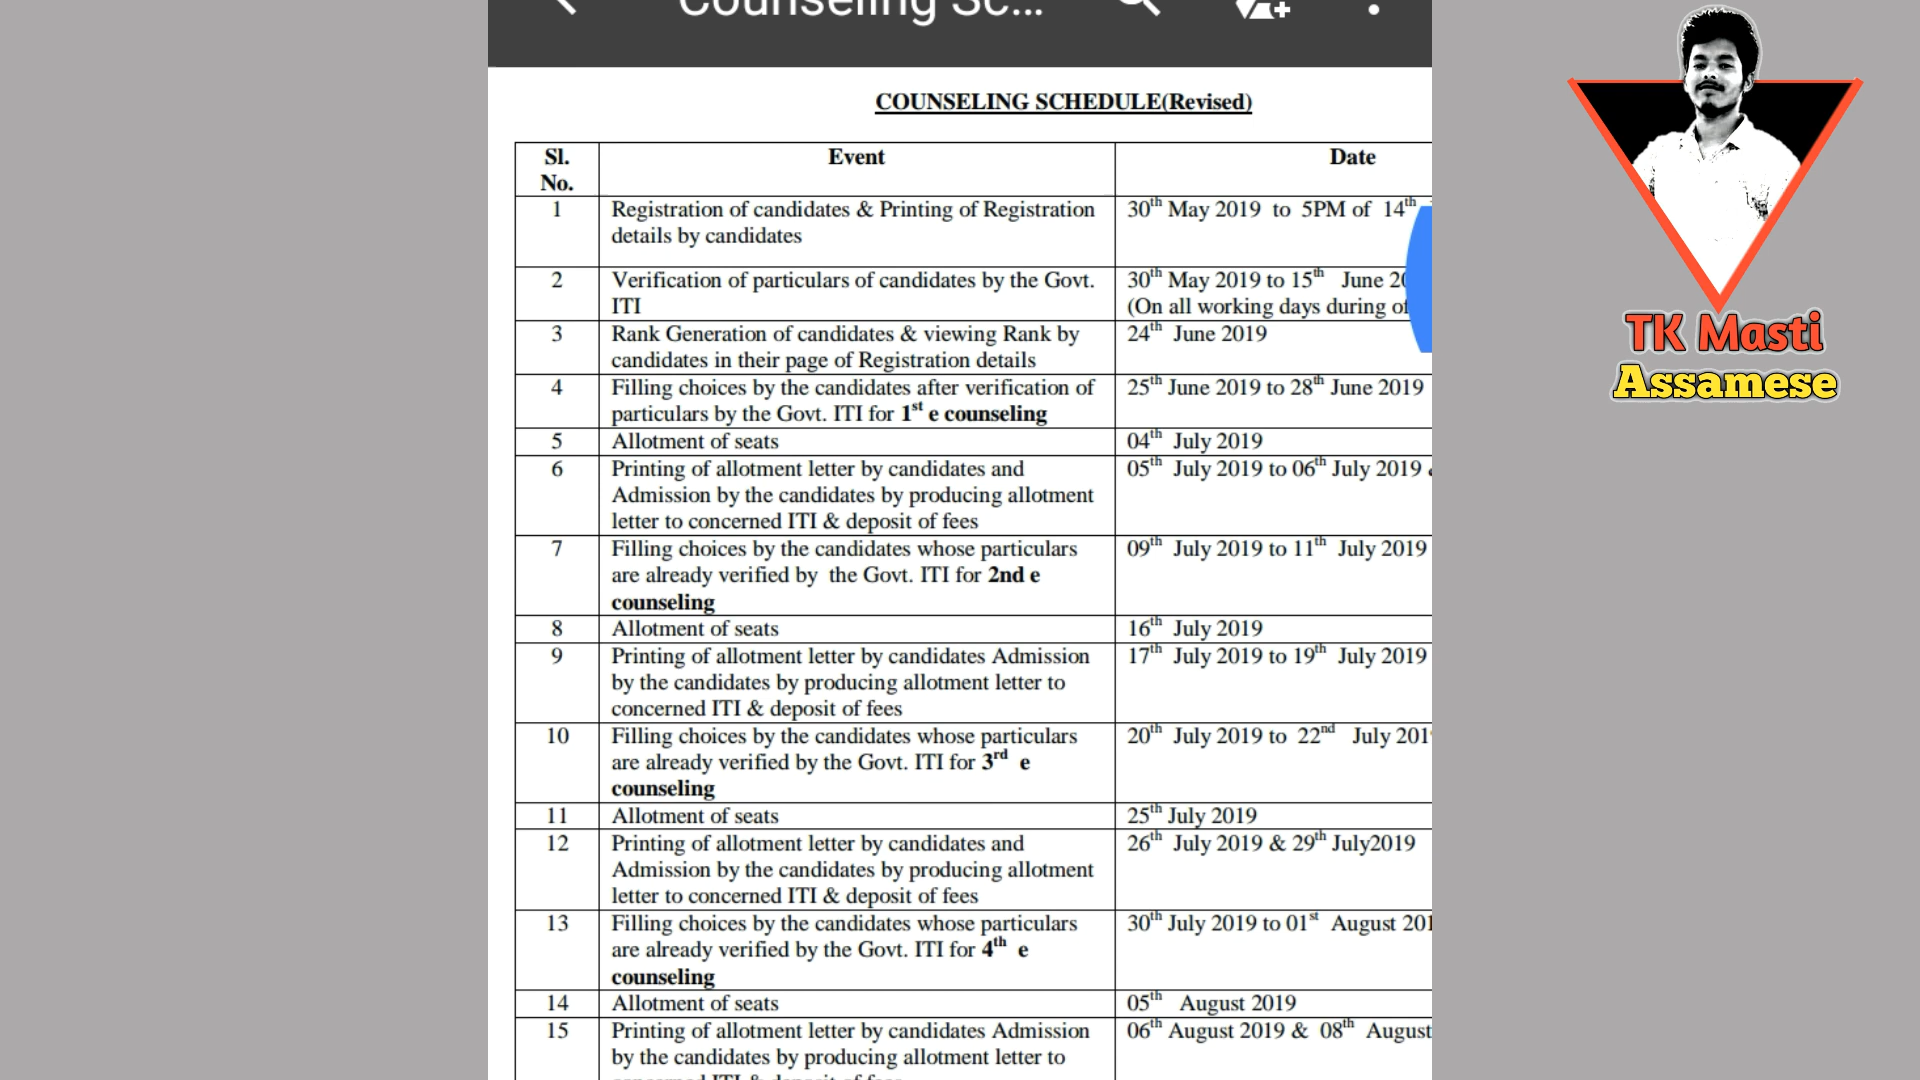 Counseling Sc...
COUNSELING SCHEDULE(Revised)
Sl. No.
Event
Date
1
Registration of candidates & Printing of Registration
details by candidates
30th May 2019 to 5PM of 14th
2
Verification of particulars of candidates by the Govt.
ITI
30th May 2019 to 15th June 20
(On all working days during of
3
Rank Generation of candidates & viewing Rank by
candidates in their page of Registration details
24th June 2019
4
Filling choices by the candidates after verification of
particulars by the Govt. ITI for 1st e counseling
25th June 2019 to 28th June 2019
5
Allotment of seats
04th July 2019
6
Printing of allotment letter by candidates and
Admission by the candidates by producing allotment
letter to concerned ITI & deposit of fees
05th July 2019 to 06th July 2019
7
Filling choices by the candidates whose particulars
are already verified by the Govt. ITI for 2nd e
counseling
09th July 2019 to 11th July 2019
8
Allotment of seats
16th July 2019
9
Printing of allotment letter by candidates Admission
by the candidates by producing allotment letter to
concerned ITI & deposit of fees
17th July 2019 to 19th July 2019
10
Filling choices by the candidates whose particulars
are already verified by the Govt. ITI for 3rd e
counseling
20th July 2019 to 22nd July 201
11
Allotment of seats
25th July 2019
12
Printing of allotment letter by candidates and
Admission by the candidates by producing allotment
letter to concerned ITI & deposit of fees
26th July 2019 & 29th July2019
13
Filling choices by the candidates whose particulars
are already verified by the Govt. ITI for 4th e
counseling
30th July 2019 to 01st August 201
14
Allotment of seats
05th August 2019
15
Printing of allotment letter by candidates Admission
by the candidates by producing allotment letter to
06th August 2019 & 08th August
TK Masti
Assamese